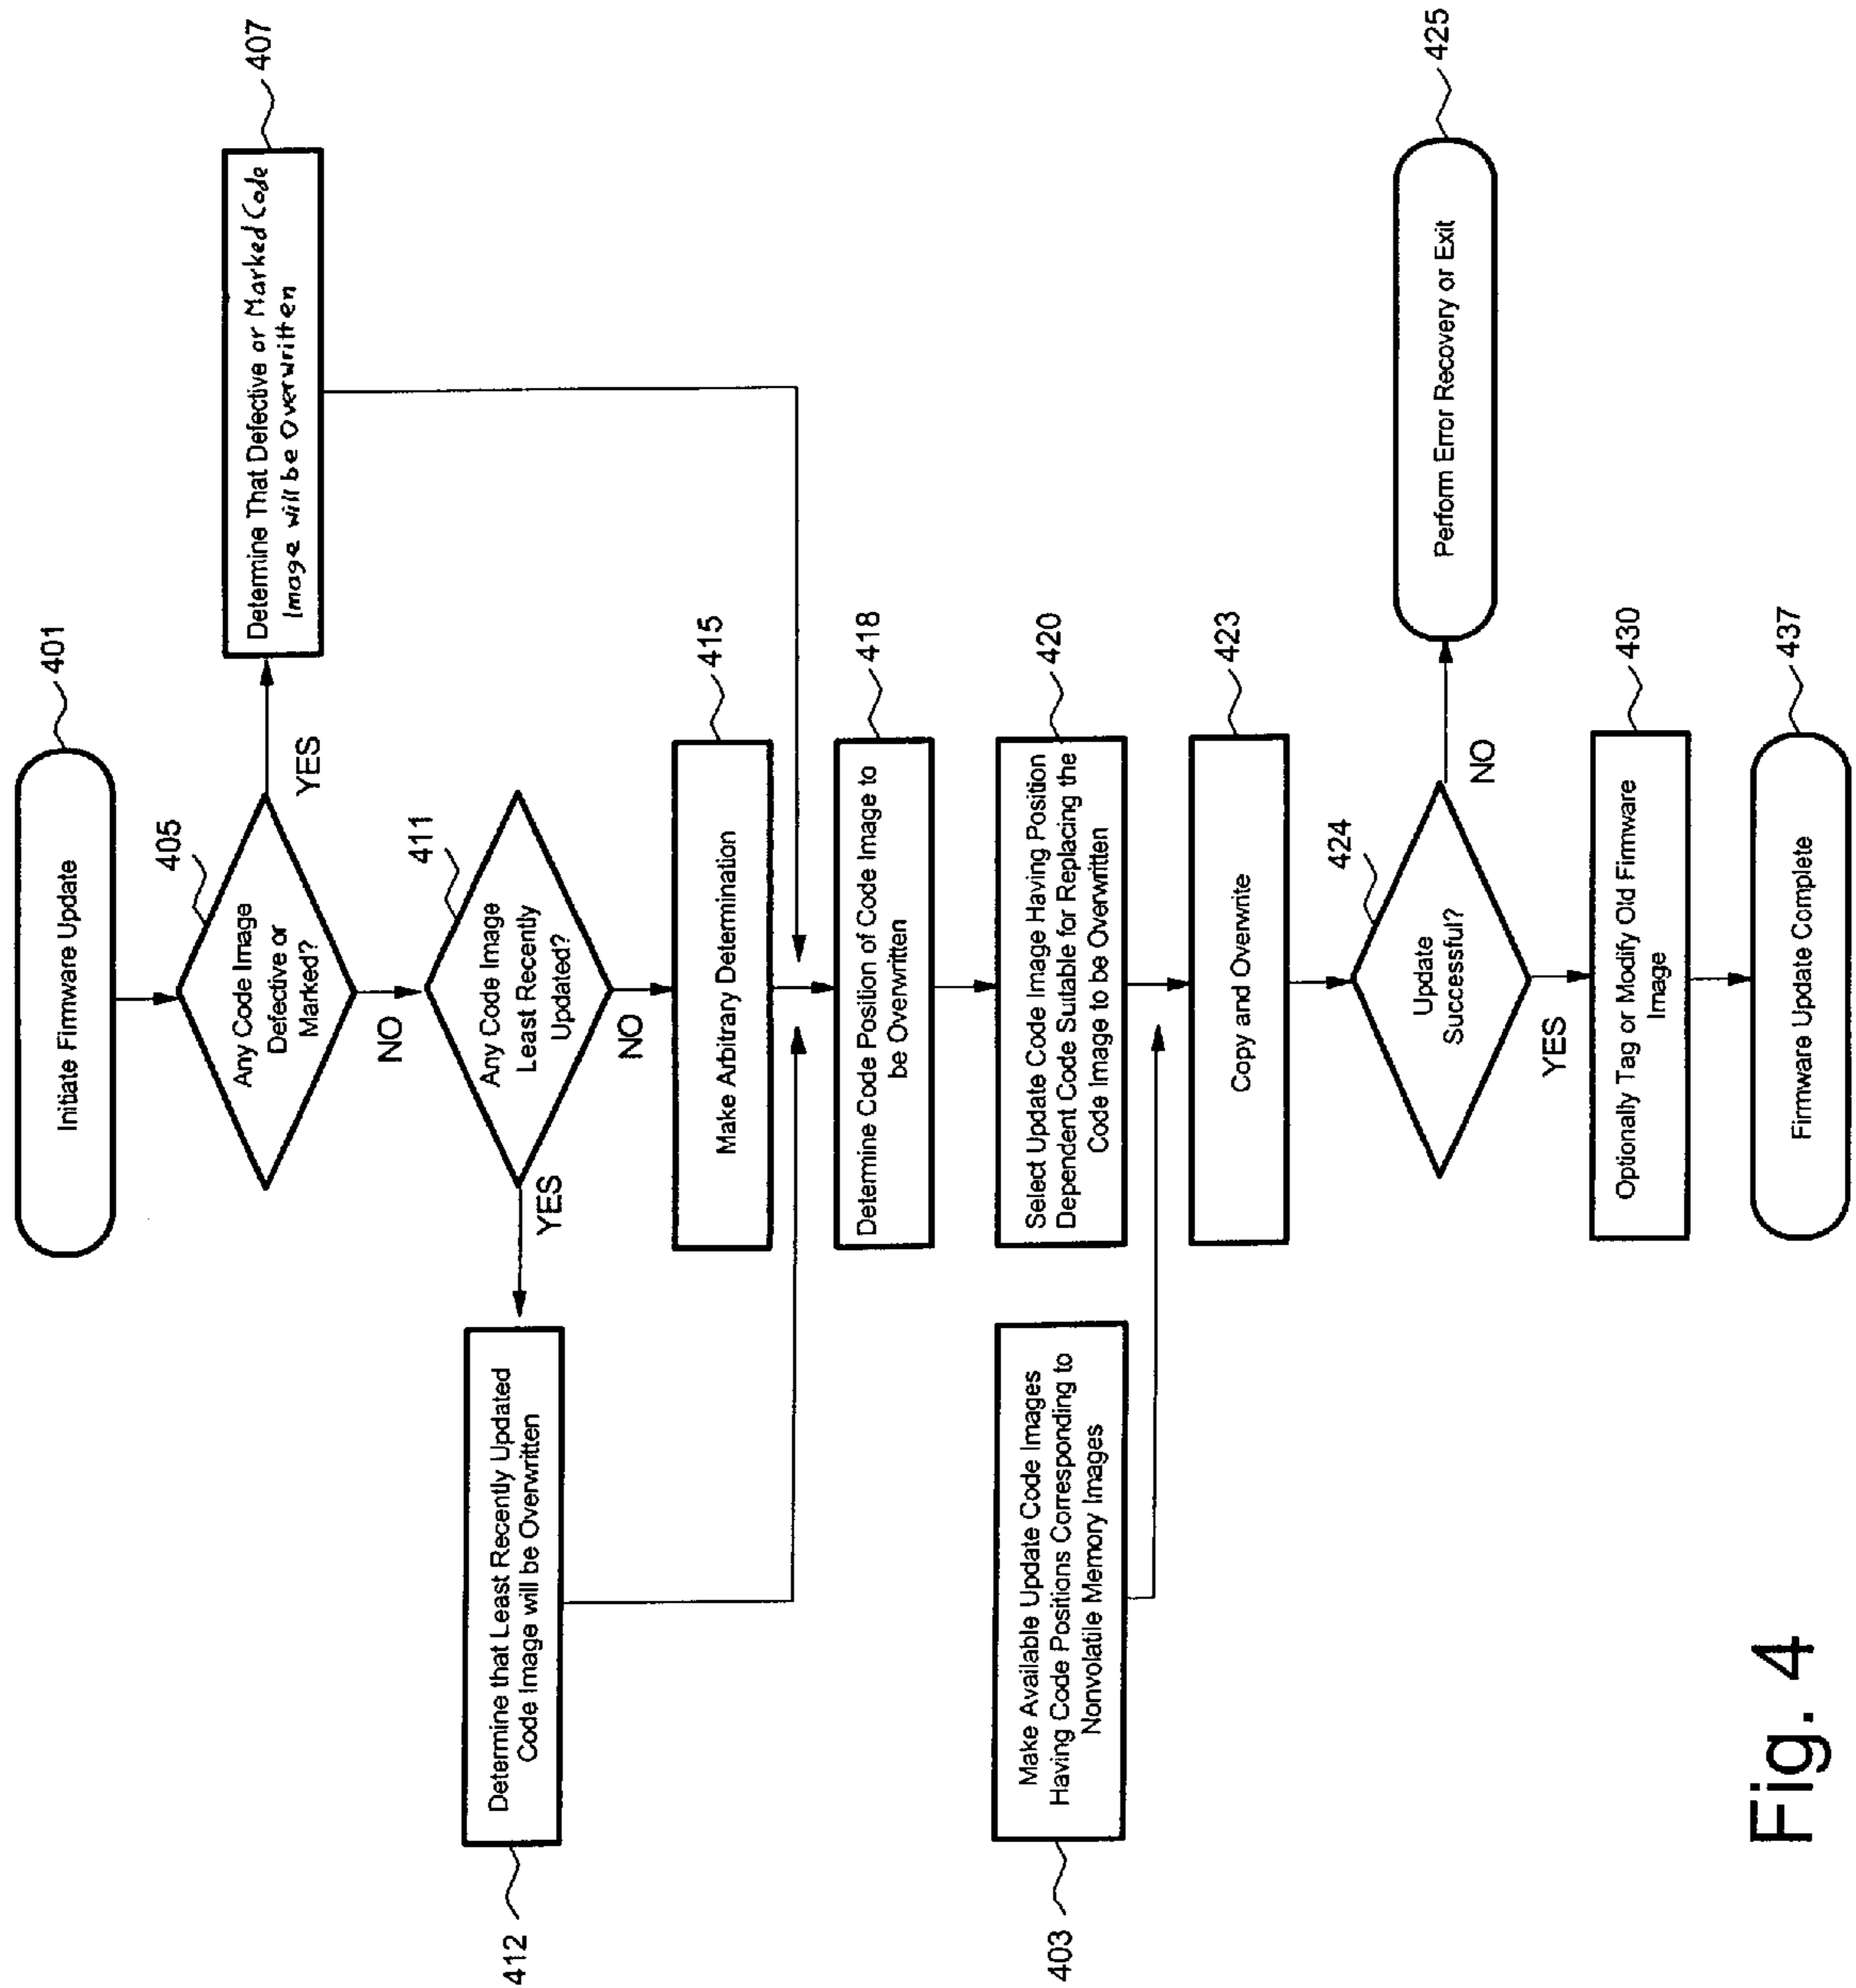 Initiate Firmware Update
401
405
Any Code Image
Defective or
Marked?
YES
NO
Determine That Defective or Marked Code
Image will be Overwritten
407
411
Any Code Image
Least Recently
Updated?
YES
NO
Determine that Least Recently Updated
Code Image will be Overwritten
412
Make Arbitrary Determination
415
Determine Code Position of Code Image to
be Overwritten
418
Make Available Update Code Images
Having Code Positions Corresponding to
Nonvolatile Memory Images
403
Select Update Code Image Having Position
Dependent Code Suitable for Replacing the
Code Image to be Overwritten
420
Copy and Overwrite
423
424
Update
Successful?
NO
YES
Perform Error Recovery or Exit
425
Optionally Tag or Modify Old Firmware
Image
430
Firmware Update Complete
437
Fig. 4